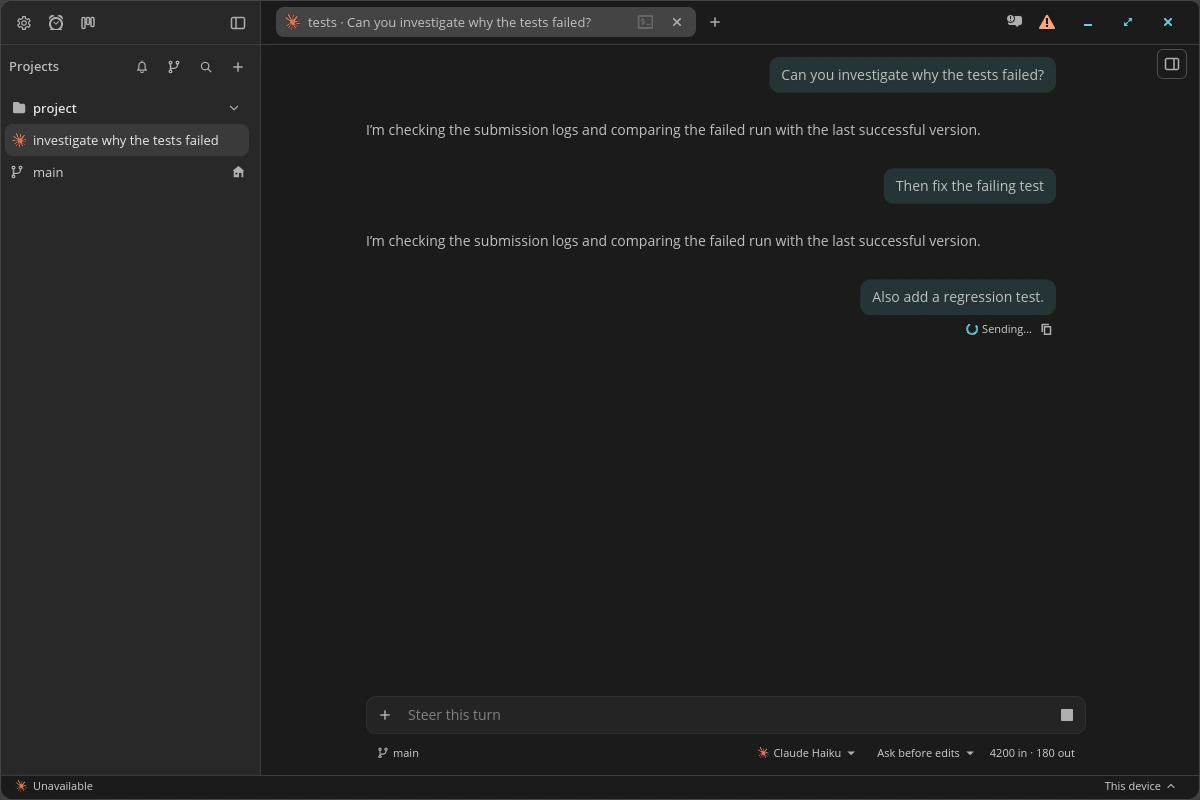 tests · Can you investigate why the tests failed?
Projects
project
investigate why the tests failed
main
Can you investigate why the tests failed?
I'm checking the submission logs and comparing the failed run with the last successful version.
Then fix the failing test
I'm checking the submission logs and comparing the failed run with the last successful version.
Also add a regression test.
Sending...
Steer this turn
main
Claude Haiku
Ask before edits
4200 in · 180 out
Unavailable
This device